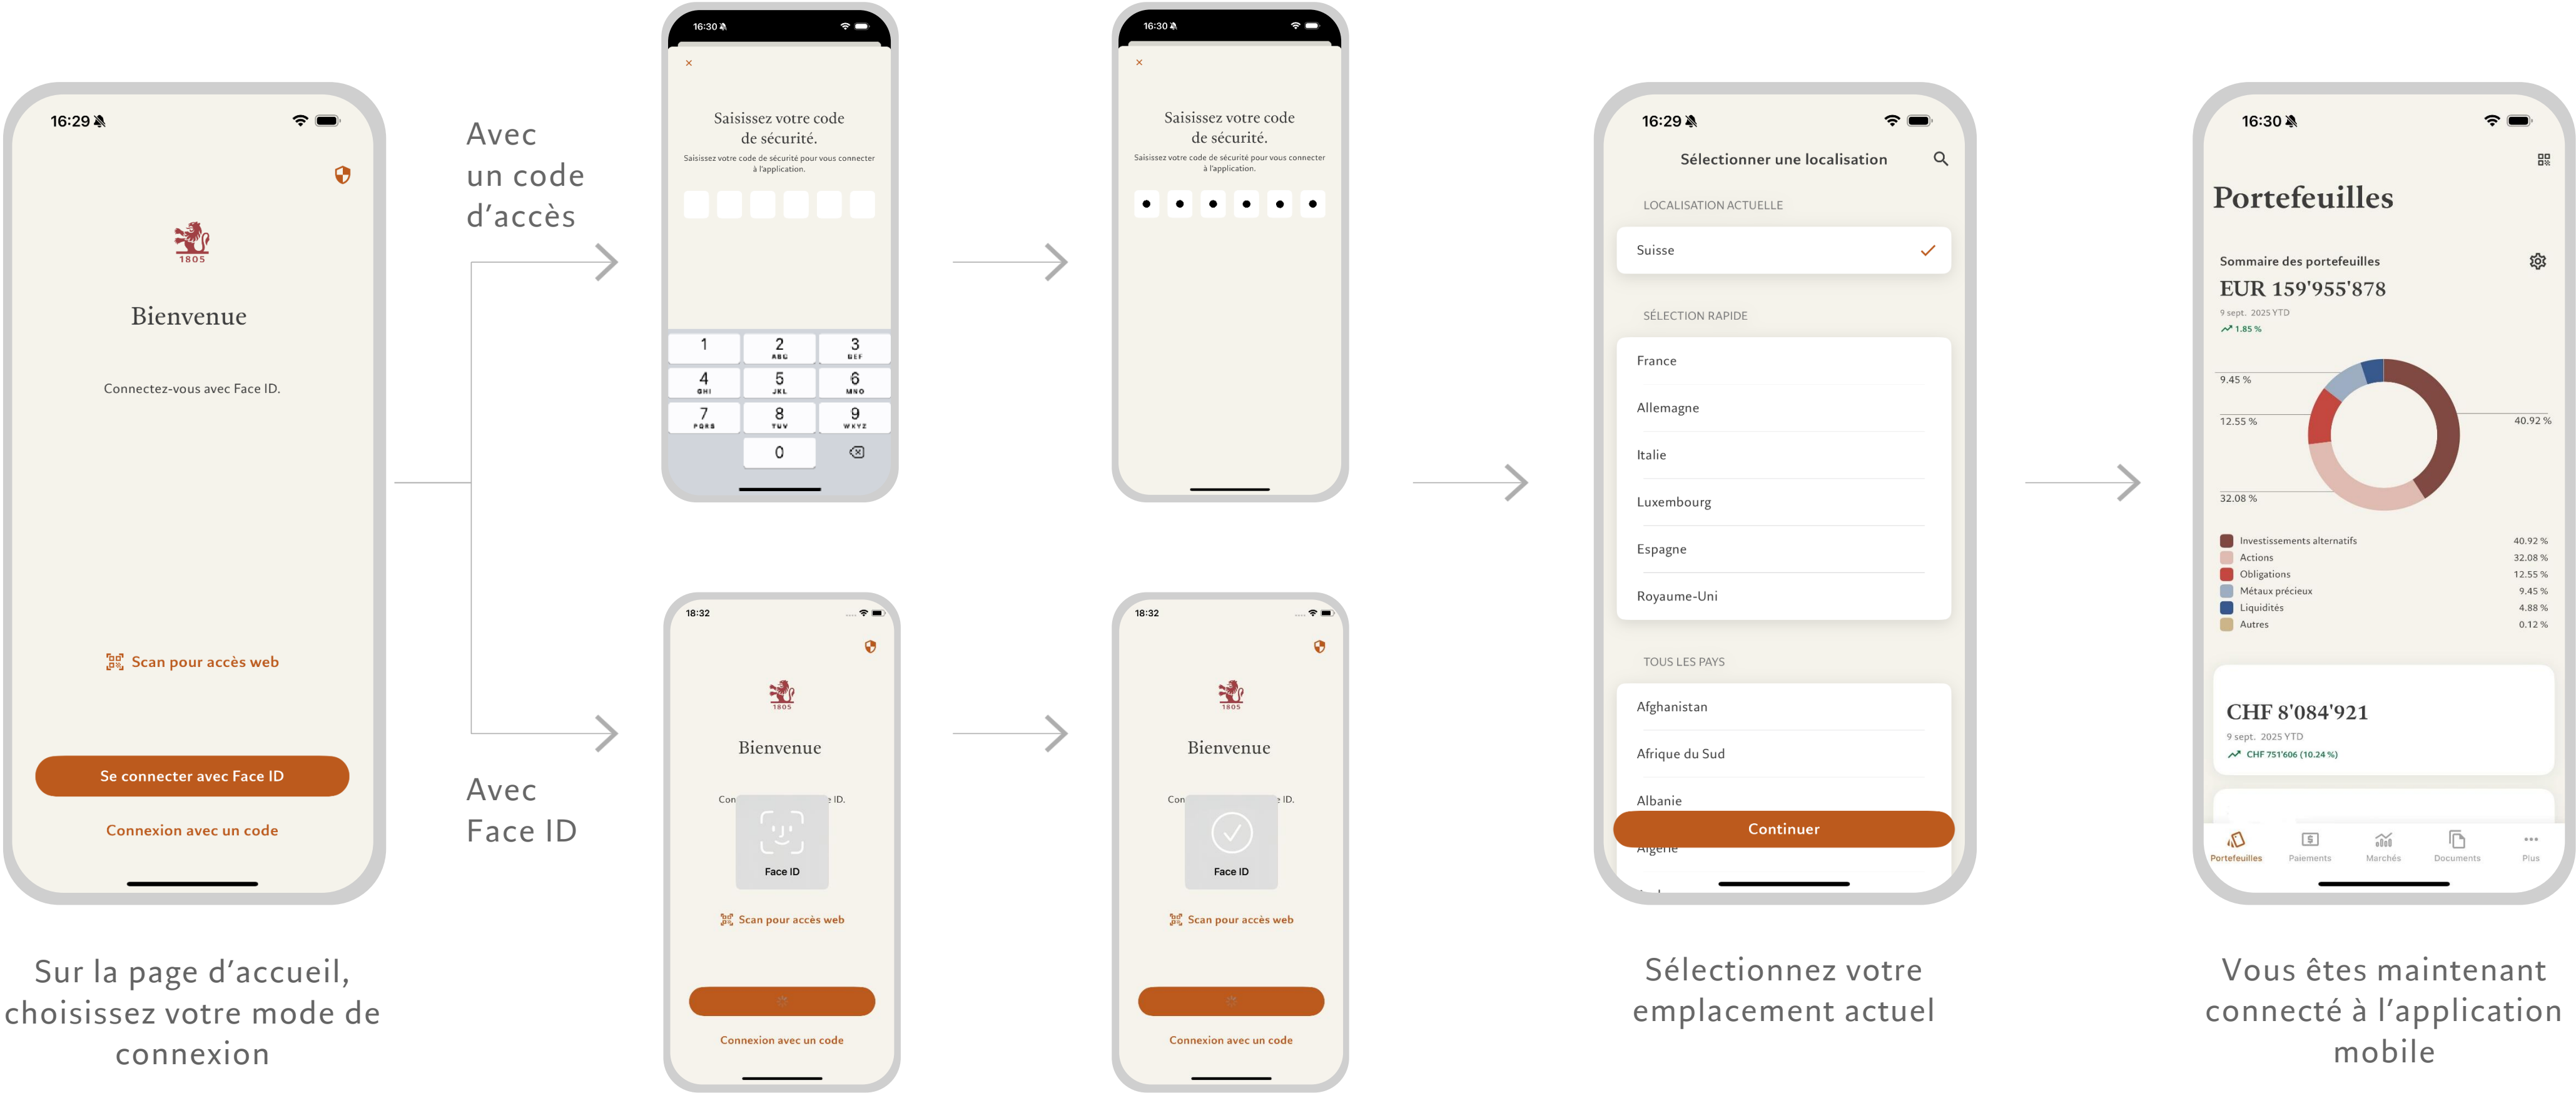 16:29
1805
Bienvenue
Connectez-vous avec Face ID.
Scan pour accès web
Se connecter avec Face ID
Connexion avec un code
Sur la page d'accueil,
choisissez votre mode de
connexion
Avec
un code
d'accès
16:30
×
Saisissez votre code
de sécurité.
Saisissez votre code de sécurité pour vous connecter
à l'application.
1
2
ABC
3
DEF
4
GHI
5
JKL
6
MNO
7
PQRS
8
TUV
9
WXYZ
0
16:30
×
Saisissez votre code
de sécurité.
Saisissez votre code de sécurité pour vous connecter
à l'application.
Avec
Face ID
18:32
1805
Bienvenue
Con
e ID.
Face ID
Scan pour accès web
Connexion avec un code
18:32
1805
Bienvenue
Con
e ID.
Face ID
Scan pour accès web
Connexion avec un code
16:29
Sélectionner une localisation
LOCALISATION ACTUELLE
Suisse
SÉLECTION RAPIDE
France
Allemagne
Italie
Luxembourg
Espagne
Royaume-Uni
TOUS LES PAYS
Afghanistan
Afrique du Sud
Albanie
Continuer
Algérie
Sélectionnez votre
emplacement actuel
16:30
Portefeuilles
Sommaire des portefeuilles
EUR 159'955'878
9 sept. 2025 YTD
1.85 %
9.45 %
12.55 %
40.92 %
32.08 %
Investissements alternatifs 40.92 %
Actions 32.08 %
Obligations 12.55 %
Métaux précieux 9.45 %
Liquidités 4.88 %
Autres 0.12 %
CHF 8'084'921
9 sept. 2025 YTD
CHF 751'606 (10.24 %)
Portefeuilles Paiements Marchés Documents Plus
Vous êtes maintenant
connecté à l'application
mobile